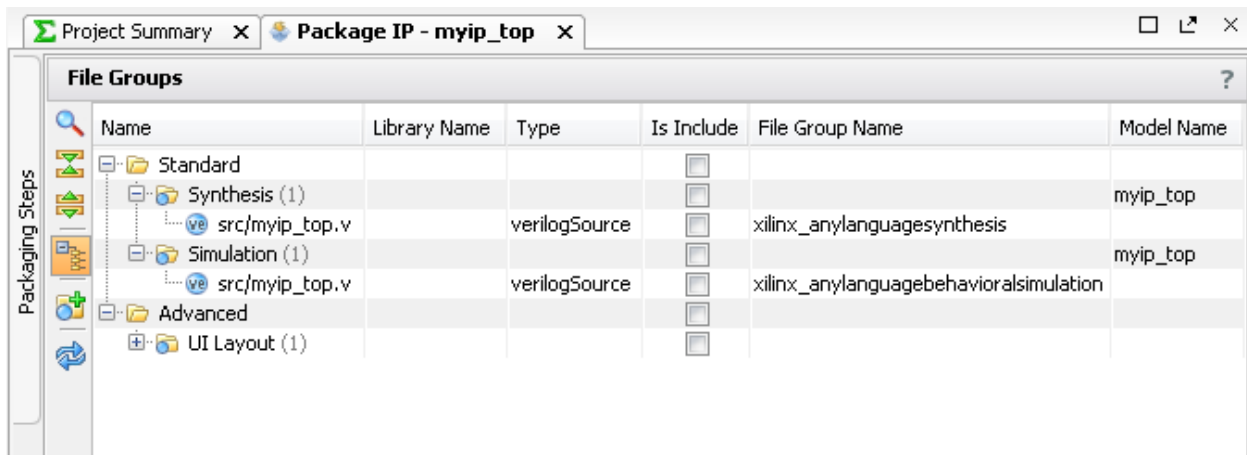 Project Summary Package IP - myip_top
Packaging Steps
File Groups
Name Library Name Type Is Include File Group Name Model Name
Standard
Synthesis (1) myip_top
src/myip_top.v verilogSource xilinx_anylanguagesynthesis
Simulation (1) myip_top
src/myip_top.v verilogSource xilinx_anylanguagebehavioralsimulation
Advanced
UI Layout (1)